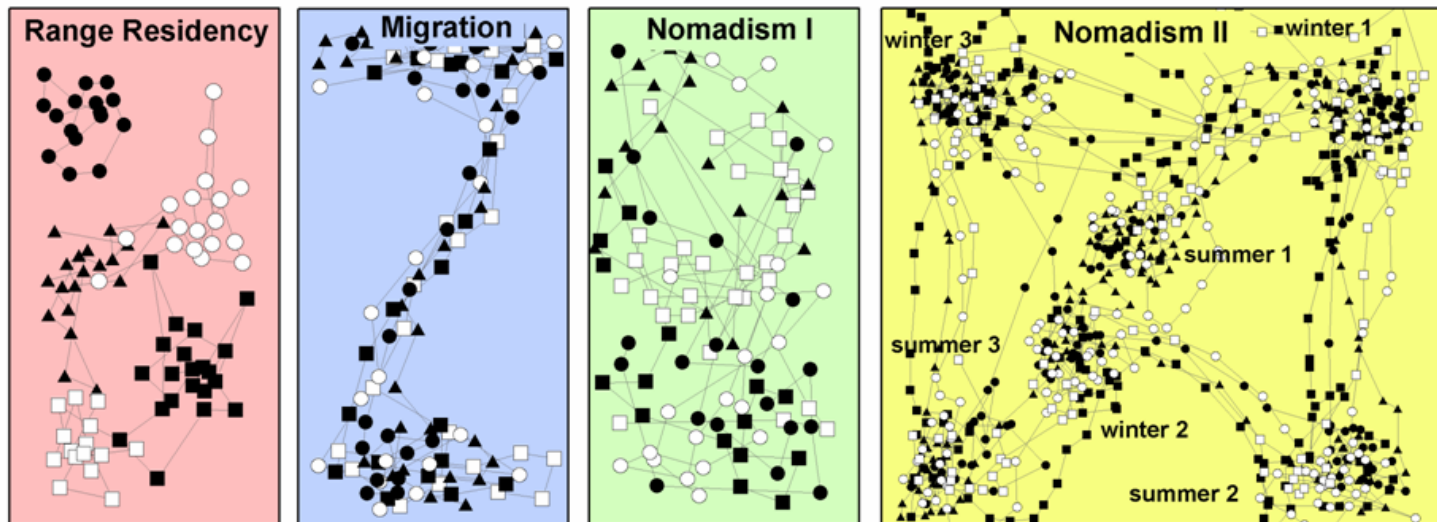 Range Residency
Migration
Nomadism I
Nomadism II
winter 3
winter 1
summer 1
summer 3
winter 2
summer 2